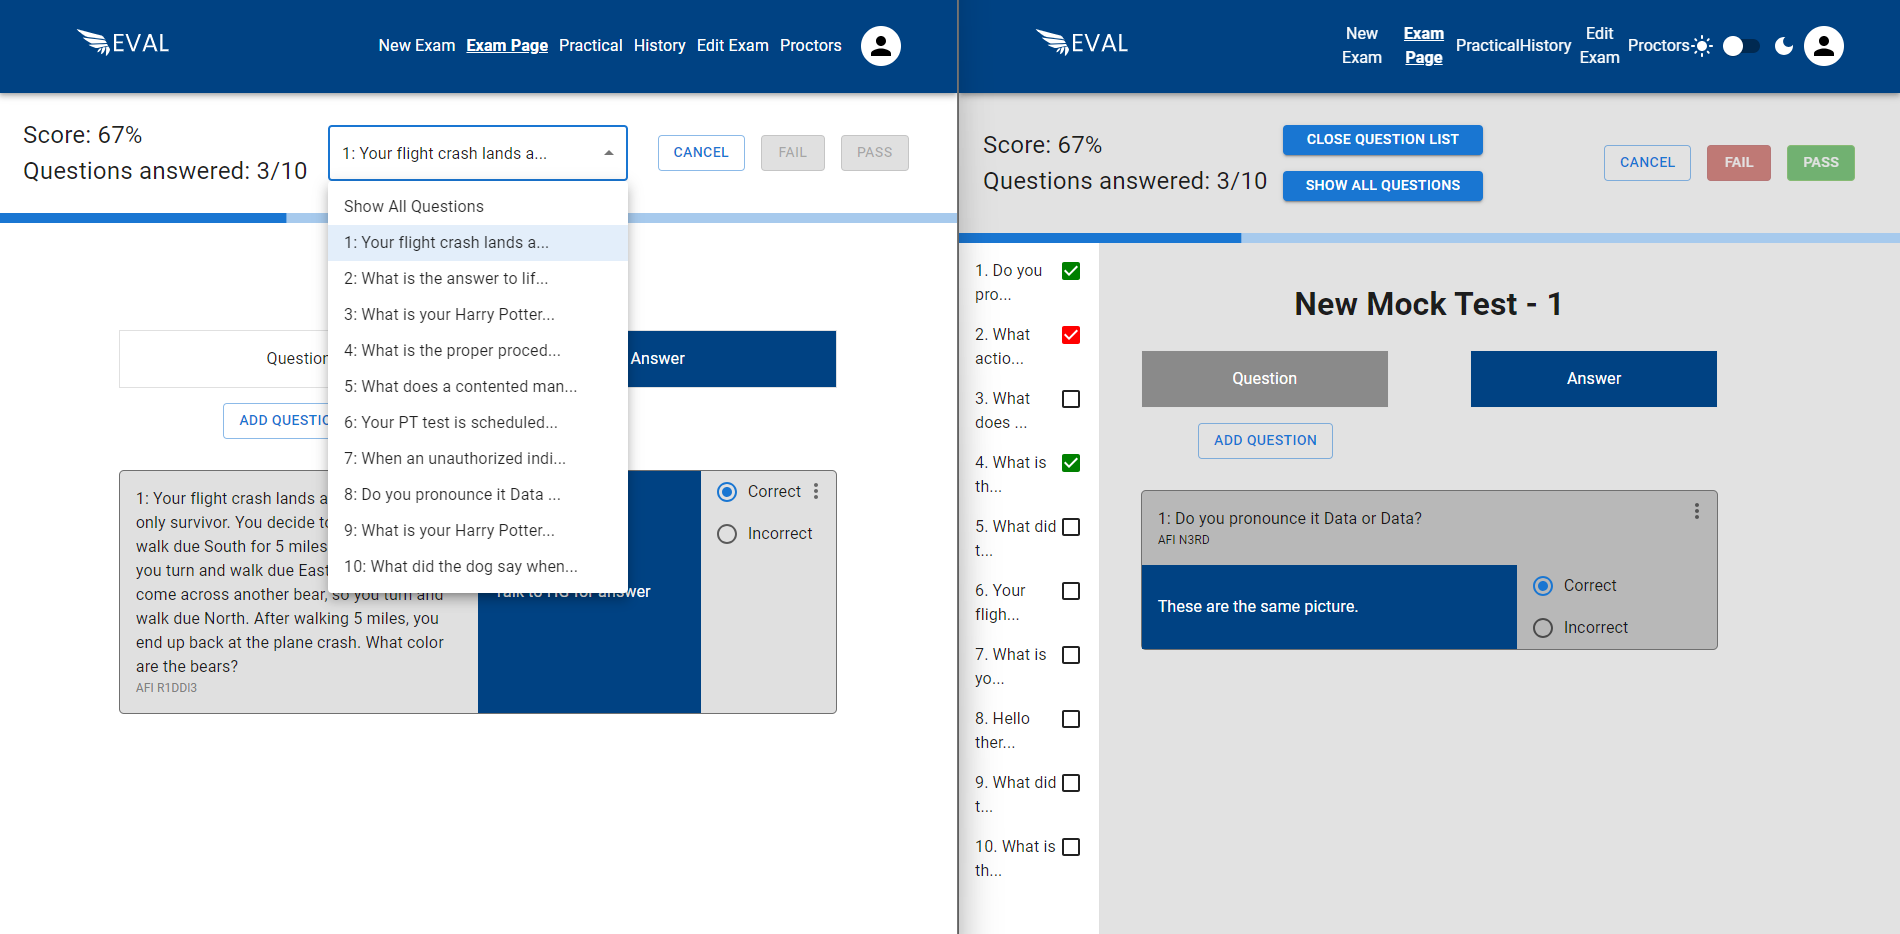 EVAL
New Exam Exam Page Practical History Edit Exam Proctors
Score: 67%
Questions answered: 3/10
1: Your flight crash lands a...
CANCEL
FAIL
PASS
Show All Questions
1: Your flight crash lands a...
2: What is the answer to lif...
3: What is your Harry Potter...
4: What is the proper proced...
5: What does a contented man...
6: Your PT test is scheduled...
7: When an unauthorized indi...
8: Do you pronounce it Data ...
9: What is your Harry Potter...
10: What did the dog say when...
Question
Answer
ADD QUESTIO
1: Your flight crash lands a
only survivor. You decide to
walk due South for 5 miles
you turn and walk due East
come across another bear, so you turn and
walk due North. After walking 5 miles, you
end up back at the plane crash. What color
are the bears?
AFI R1DDI3
Talk to HG for answer
Correct
Incorrect
EVAL
New
Exam
Exam
Page
Practical
History
Edit
Exam
Proctors
Score: 67%
Questions answered: 3/10
CLOSE QUESTION LIST
SHOW ALL QUESTIONS
CANCEL
FAIL
PASS
1. Do you
pro...
2. What
actio...
3. What
does ...
4. What is
th...
5. What did
t...
6. Your
fligh...
7. What is
yo...
8. Hello
ther...
9. What did
t...
10. What is
th...
New Mock Test - 1
Question
Answer
ADD QUESTION
1: Do you pronounce it Data or Data?
AFI N3RD
These are the same picture.
Correct
Incorrect